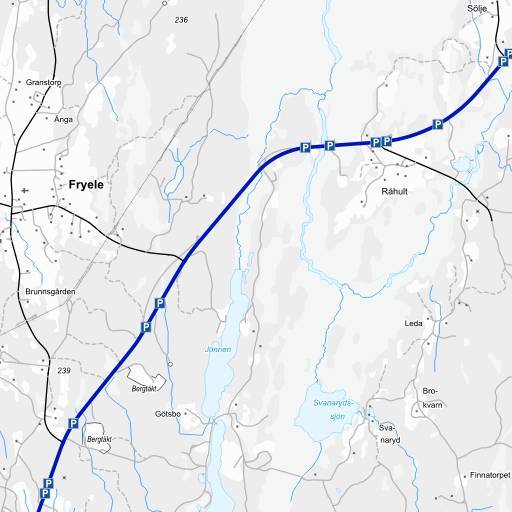 Sölje
236
P
P
Granstorp
Ånga
P
P
P
P
P
Fryele
Råhult
Brunnsgården
P
P
Leda
Jönnen
239
Bergtäkt
Bro-
kvarn
Svanaryds-
sjön
Götsbo
P
Sva-
naryd
Bergtäkt
Finnatorpet
P
P